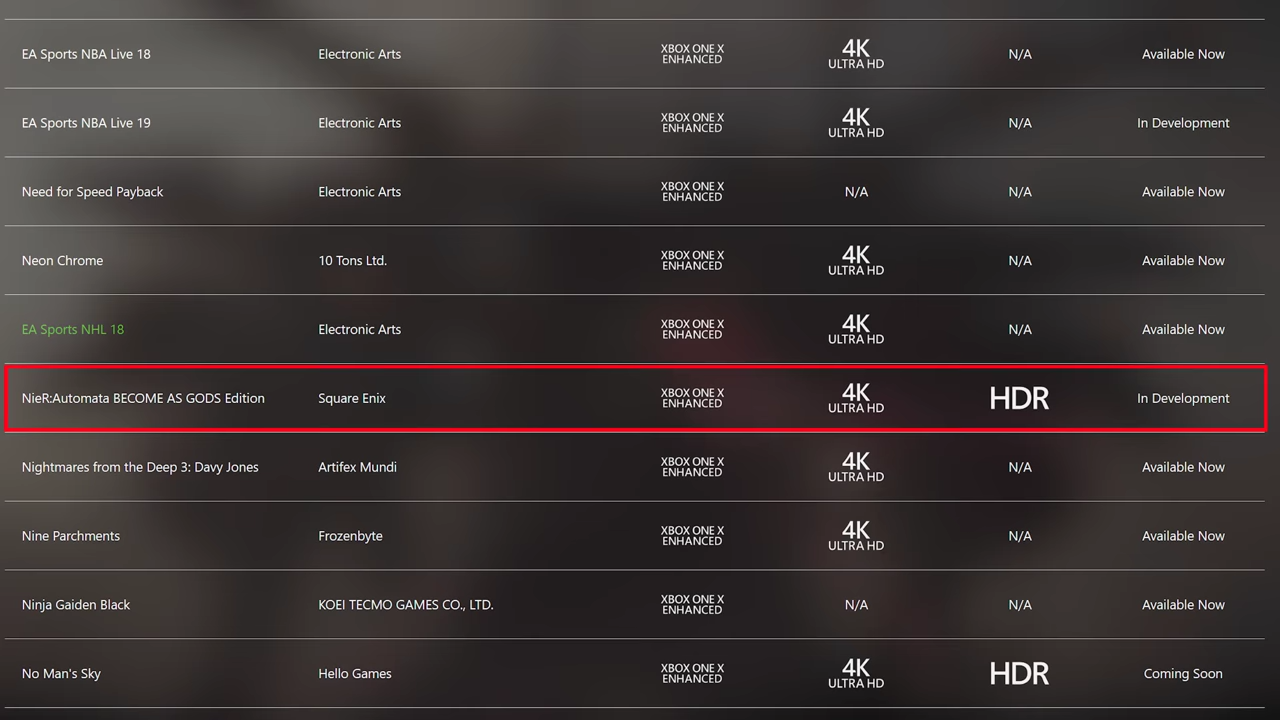 EA Sports NBA Live 18 Electronic Arts XBOX ONE X ENHANCED 4K ULTRA HD N/A Available Now
EA Sports NBA Live 19 Electronic Arts XBOX ONE X ENHANCED 4K ULTRA HD N/A In Development
Need for Speed Payback Electronic Arts XBOX ONE X ENHANCED N/A N/A Available Now
Neon Chrome 10 Tons Ltd. XBOX ONE X ENHANCED 4K ULTRA HD N/A Available Now
EA Sports NHL 18 Electronic Arts XBOX ONE X ENHANCED 4K ULTRA HD N/A Available Now
NieR:Automata BECOME AS GODS Edition Square Enix XBOX ONE X ENHANCED 4K ULTRA HD HDR In Development
Nightmares from the Deep 3: Davy Jones Artifex Mundi XBOX ONE X ENHANCED 4K ULTRA HD N/A Available Now
Nine Parchments Frozenbyte XBOX ONE X ENHANCED 4K ULTRA HD N/A Available Now
Ninja Gaiden Black KOEI TECMO GAMES CO., LTD. XBOX ONE X ENHANCED N/A N/A Available Now
No Man's Sky Hello Games XBOX ONE X ENHANCED 4K ULTRA HD HDR Coming Soon